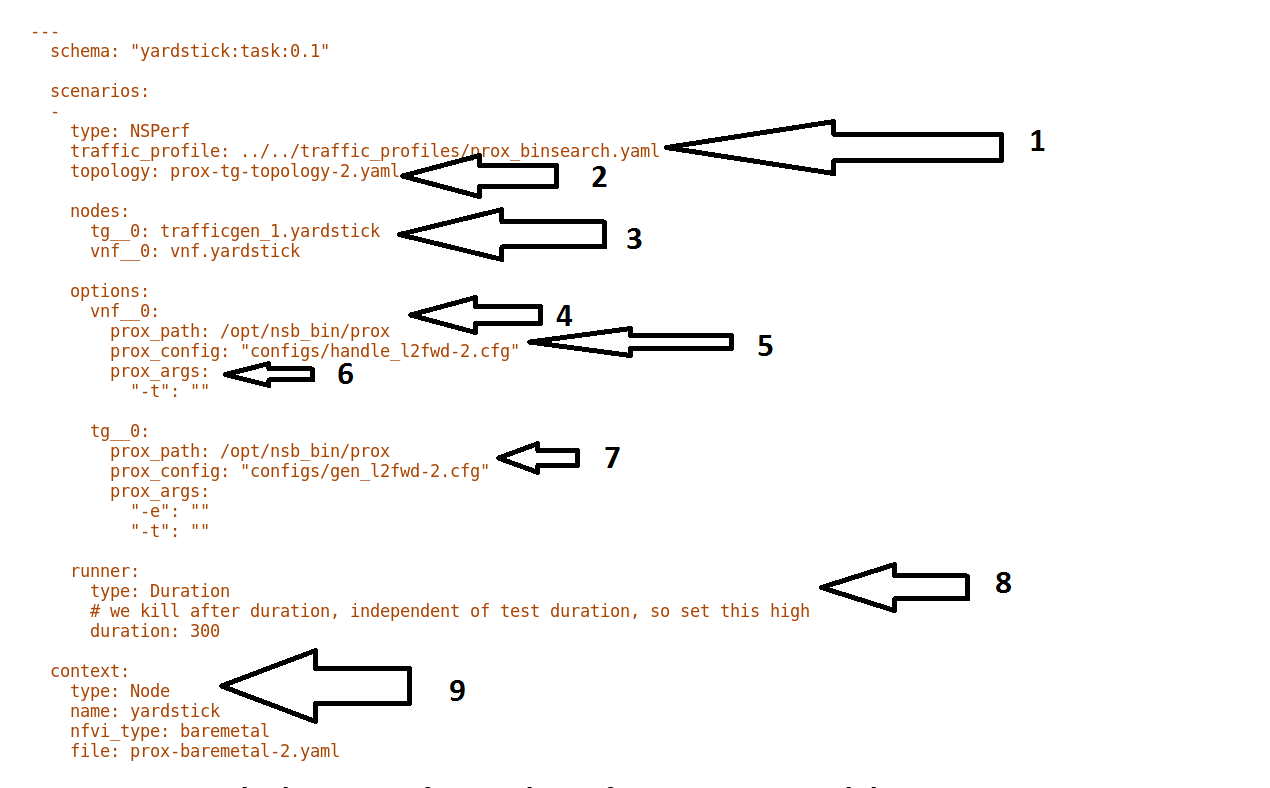 ---
schema: "yardstick:task:0.1"
scenarios:
-
type: NSPerf
traffic_profile: ../../traffic_profiles/prox_binsearch.yaml
1
topology: prox-tg-topology-2.yaml
2
nodes:
tg__0: trafficgen_1.yardstick
3
vnf__0: vnf.yardstick
options:
vnf__0:
4
prox_path: /opt/nsb_bin/prox
prox_config: "configs/handle_l2fwd-2.cfg"
5
prox_args:
6
"-t": ""
tg__0:
prox_path: /opt/nsb_bin/prox
7
prox_config: "configs/gen_l2fwd-2.cfg"
prox_args:
"-e": ""
"-t": ""
runner:
type: Duration
8
# we kill after duration, independent of test duration, so set this high
duration: 300
context:
type: Node
9
name: yardstick
nfvi_type: baremetal
file: prox-baremetal-2.yaml